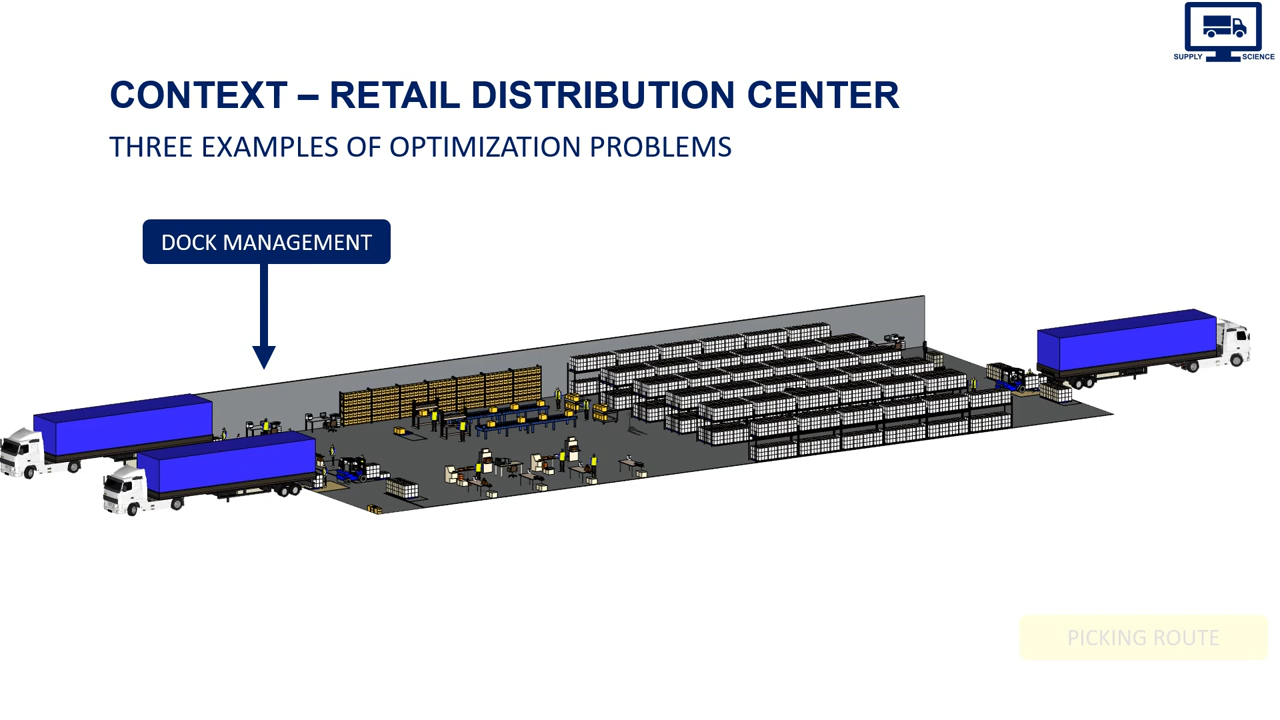 SUPPLY SCIENCE
CONTEXT – RETAIL DISTRIBUTION CENTER
THREE EXAMPLES OF OPTIMIZATION PROBLEMS
DOCK MANAGEMENT
PICKING ROUTE